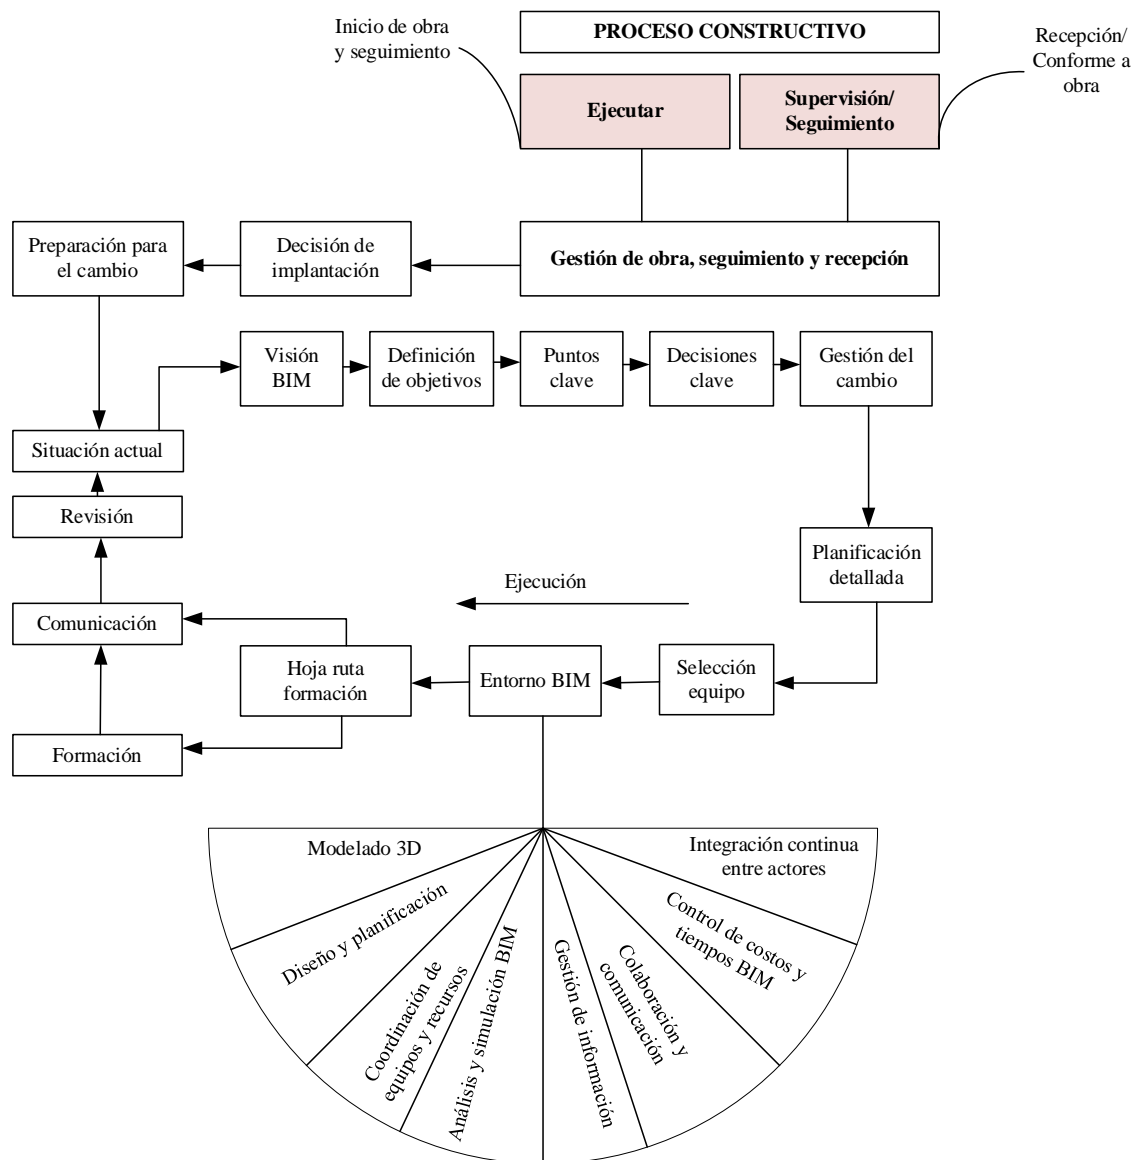 Inicio de obra
y seguimiento
PROCESO CONSTRUCTIVO
Recepción/
Conforme a
obra
Ejecutar
Supervisión/
Seguimiento
Preparación para
el cambio
Decisión de
implantación
Gestión de obra, seguimiento y recepción
Visión
BIM
Definición
de objetivos
Puntos
clave
Decisiones
clave
Gestión del
cambio
Situación actual
Revisión
Planificación
detallada
Ejecución
Comunicación
Hoja ruta
formación
Entorno BIM
Selección
equipo
Formación
Modelado 3D
Diseño y planificación
Coordinación de
equipos y recursos
Análisis y simulación BIM
Gestión de información
Colaboración y
comunicación
Control de costos y
tiempos BIM
Integración continua
entre actores